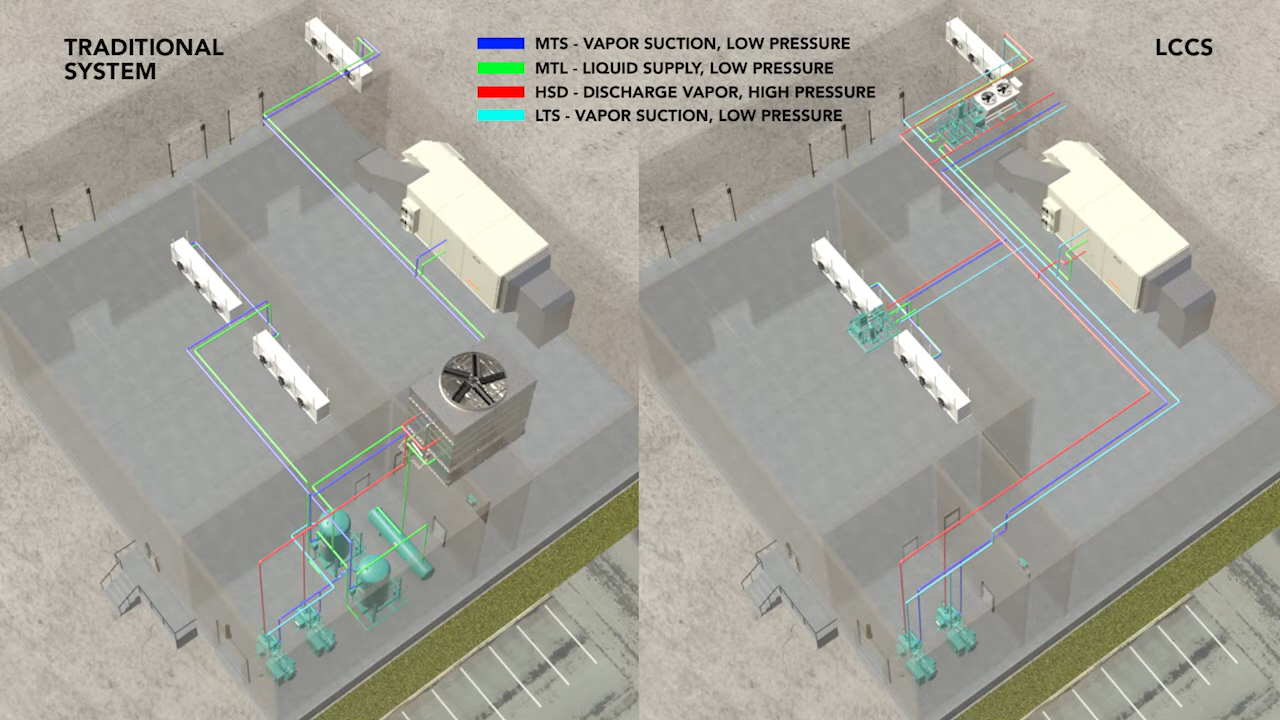 TRADITIONAL
SYSTEM
MTS - VAPOR SUCTION, LOW PRESSURE
MTL - LIQUID SUPPLY, LOW PRESSURE
HSD - DISCHARGE VAPOR, HIGH PRESSURE
LTS - VAPOR SUCTION, LOW PRESSURE
LCCS